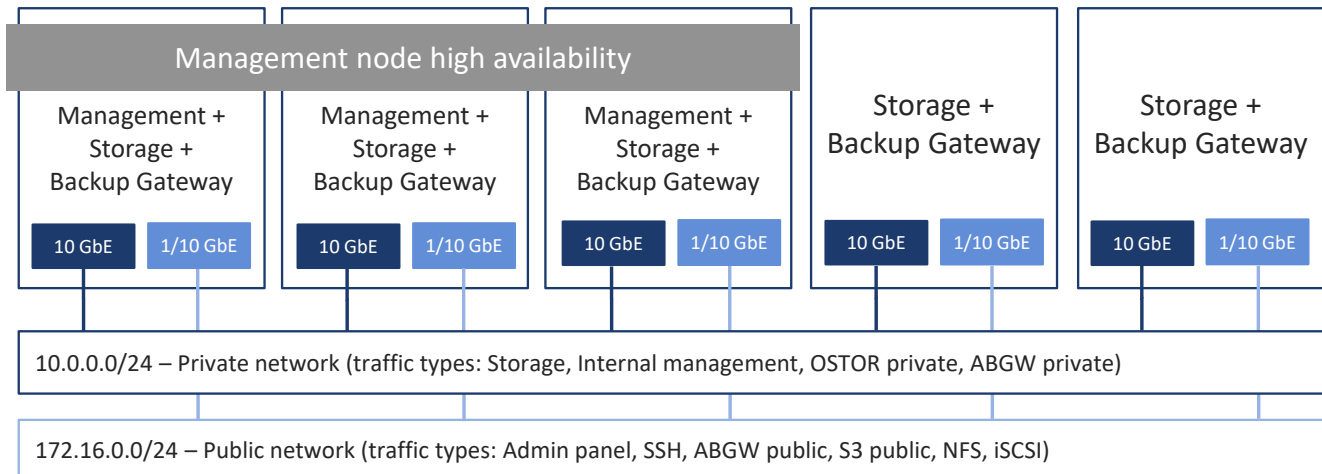 Management node high availability
Management +
Storage +
Backup Gateway
10 GbE
1/10 GbE
Management +
Storage +
Backup Gateway
10 GbE
1/10 GbE
Management +
Storage +
Backup Gateway
10 GbE
1/10 GbE
Storage +
Backup Gateway
10 GbE
1/10 GbE
Storage +
Backup Gateway
10 GbE
1/10 GbE
10.0.0.0/24 – Private network (traffic types: Storage, Internal management, OSTOR private, ABGW private)
172.16.0.0/24 – Public network (traffic types: Admin panel, SSH, ABGW public, S3 public, NFS, iSCSI)